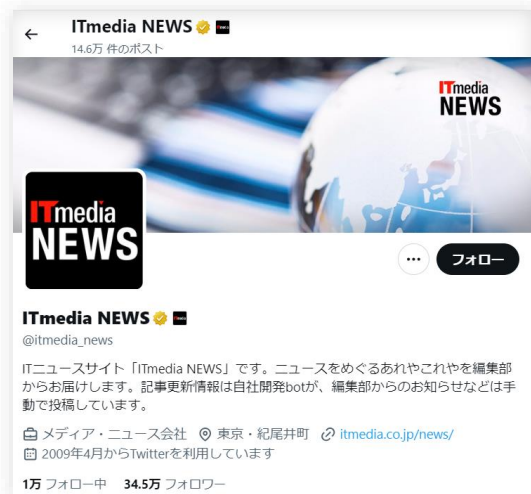 ITmedia NEWS
14.6万 件のポスト
ITmedia
NEWS
ITmedia
NEWS
フォロー
ITmedia NEWS
@itmedia_news
ITニュースサイト「ITmedia NEWS」です。ニュースをめぐるあれやこれやを編集部
からお届けします。記事更新情報は自社開発botが、編集部からのお知らせなどは手
動で投稿しています。
メディア・ニュース会社 東京・紀尾井町 itmedia.co.jp/news/
2009年4月からTwitterを利用しています
1万 フォロー中 34.5万 フォロワー